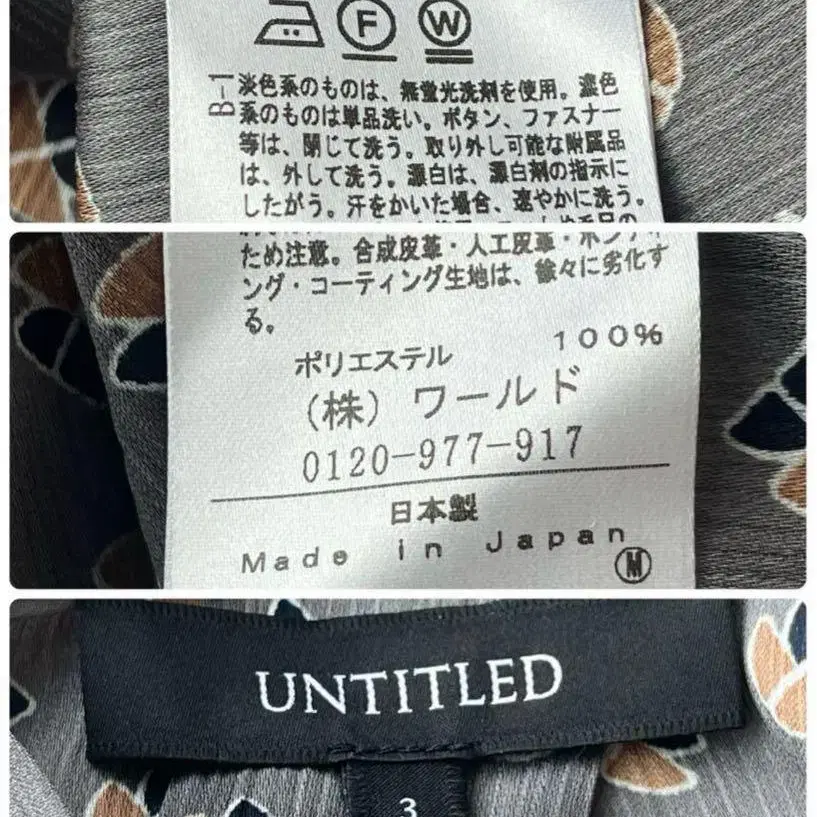 F W
B-1
淡色系のものは、無蛍光洗剤を使用。濃色
系のものは単品洗い。ボタン、ファスナー
等は、閉じて洗う。取り外し可能な附属品
は、外して洗う。漂白は、漂白剤の指示に
したがう。汗をかいた場合、速やかに洗う。
ため注意。合成皮革・人工皮革・ボンディ
ング・コーティング生地は、徐々に劣化す
る。
ポリエステル 100%
(株) ワールド
0120-977-917
日本製
Made in Japan
M
UNTITLED
3